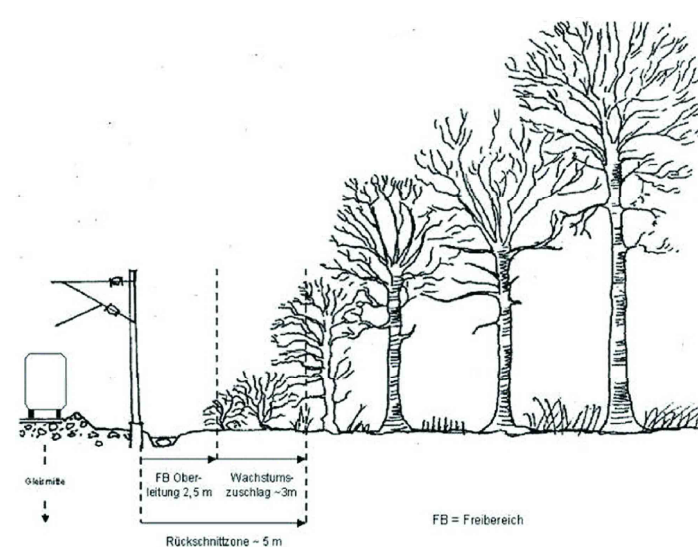 Gleismitte
FB Ober-
leitung 2,5 m
Wachstums-
zuschlag ~3m
FB = Freibereich
Rückschnittzone ~ 5 m